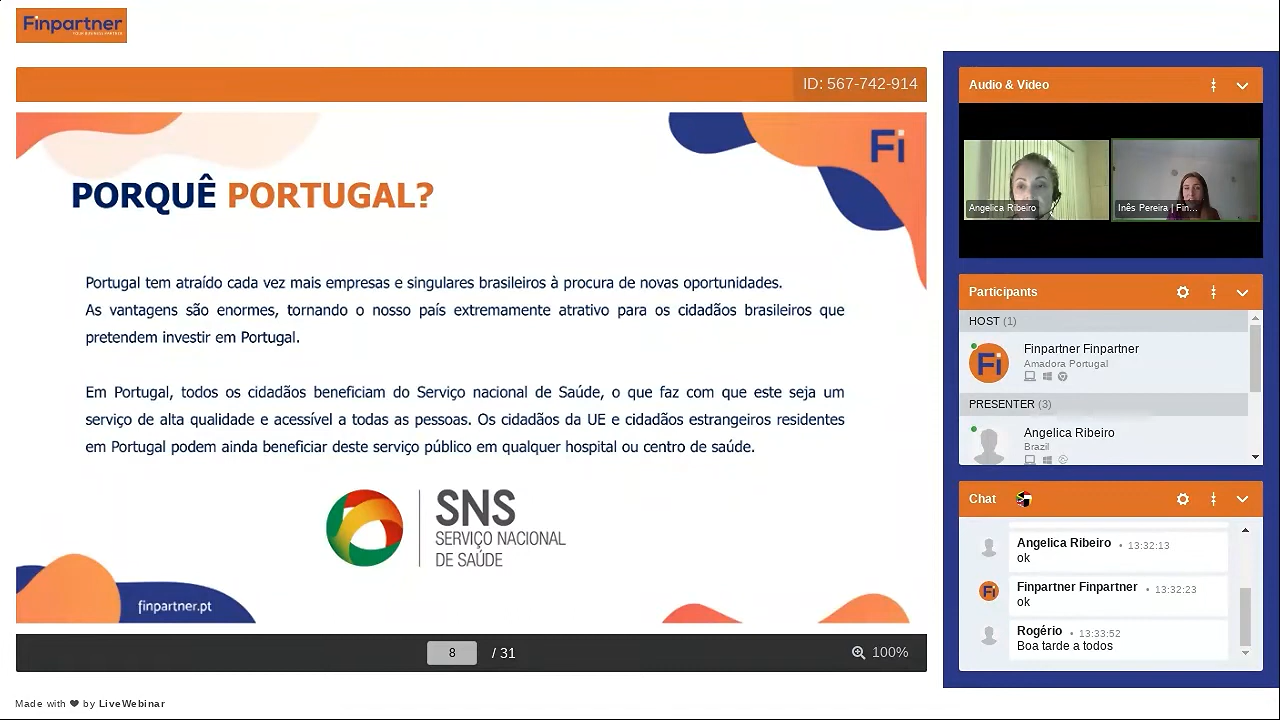 Finpartner
ID: 567-742-914
Fi
PORQUÊ PORTUGAL?
Portugal tem atraído cada vez mais empresas e singulares brasileiros à procura de novas oportunidades.
As vantagens são enormes, tornando o nosso país extremamente atrativo para os cidadãos brasileiros que
pretendem investir em Portugal.
Em Portugal, todos os cidadãos beneficiam do Serviço nacional de Saúde, o que faz com que este seja um
serviço de alta qualidade e acessível a todas as pessoas. Os cidadãos da UE e cidadãos estrangeiros residentes
em Portugal podem ainda beneficiar deste serviço público em qualquer hospital ou centro de saúde.
SNS
SERVIÇO NACIONAL
DE SAÚDE
finpartner.pt
8 / 31
100%
Made with ❤ by LiveWebinar
Audio & Video
Angelica Ribeiro
Inês Pereira | Fin...
Participants
HOST (1)
Fi
Finpartner Finpartner
Amadora Portugal
PRESENTER (3)
Angelica Ribeiro
Brazil
Chat
Angelica Ribeiro • 13:32:13
ok
Fi
Finpartner Finpartner • 13:32:23
ok
Rogério • 13:33:52
Boa tarde a todos